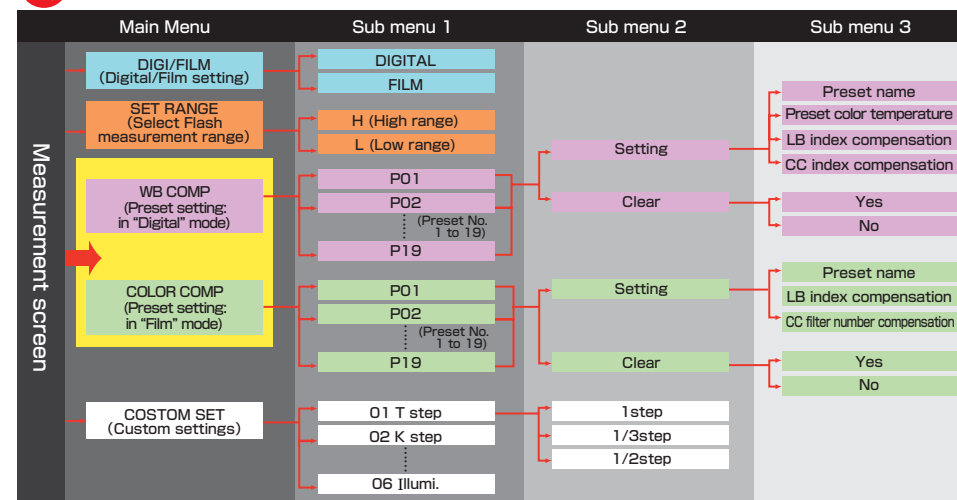 Main Menu
Sub menu 1
Sub menu 2
Sub menu 3
Measurement screen
DIGI/FILM
(Digital/Film setting)
DIGITAL
FILM
SET RANGE
(Select Flash
measurement range)
H (High range)
L (Low range)
WB COMP
(Preset setting:
in “Digital” mode)
P01
P02
(Preset No.
1 to 19)
P19
Setting
Preset name
Preset color temperature
LB index compensation
CC index compensation
Clear
Yes
No
COLOR COMP
(Preset setting:
in “Film” mode)
P01
P02
(Preset No.
1 to 19)
P19
Setting
Preset name
LB index compensation
CC filter number compensation
Clear
Yes
No
COSTOM SET
(Custom settings)
01 T step
02 K step
06 Illumi.
1step
1/3step
1/2step